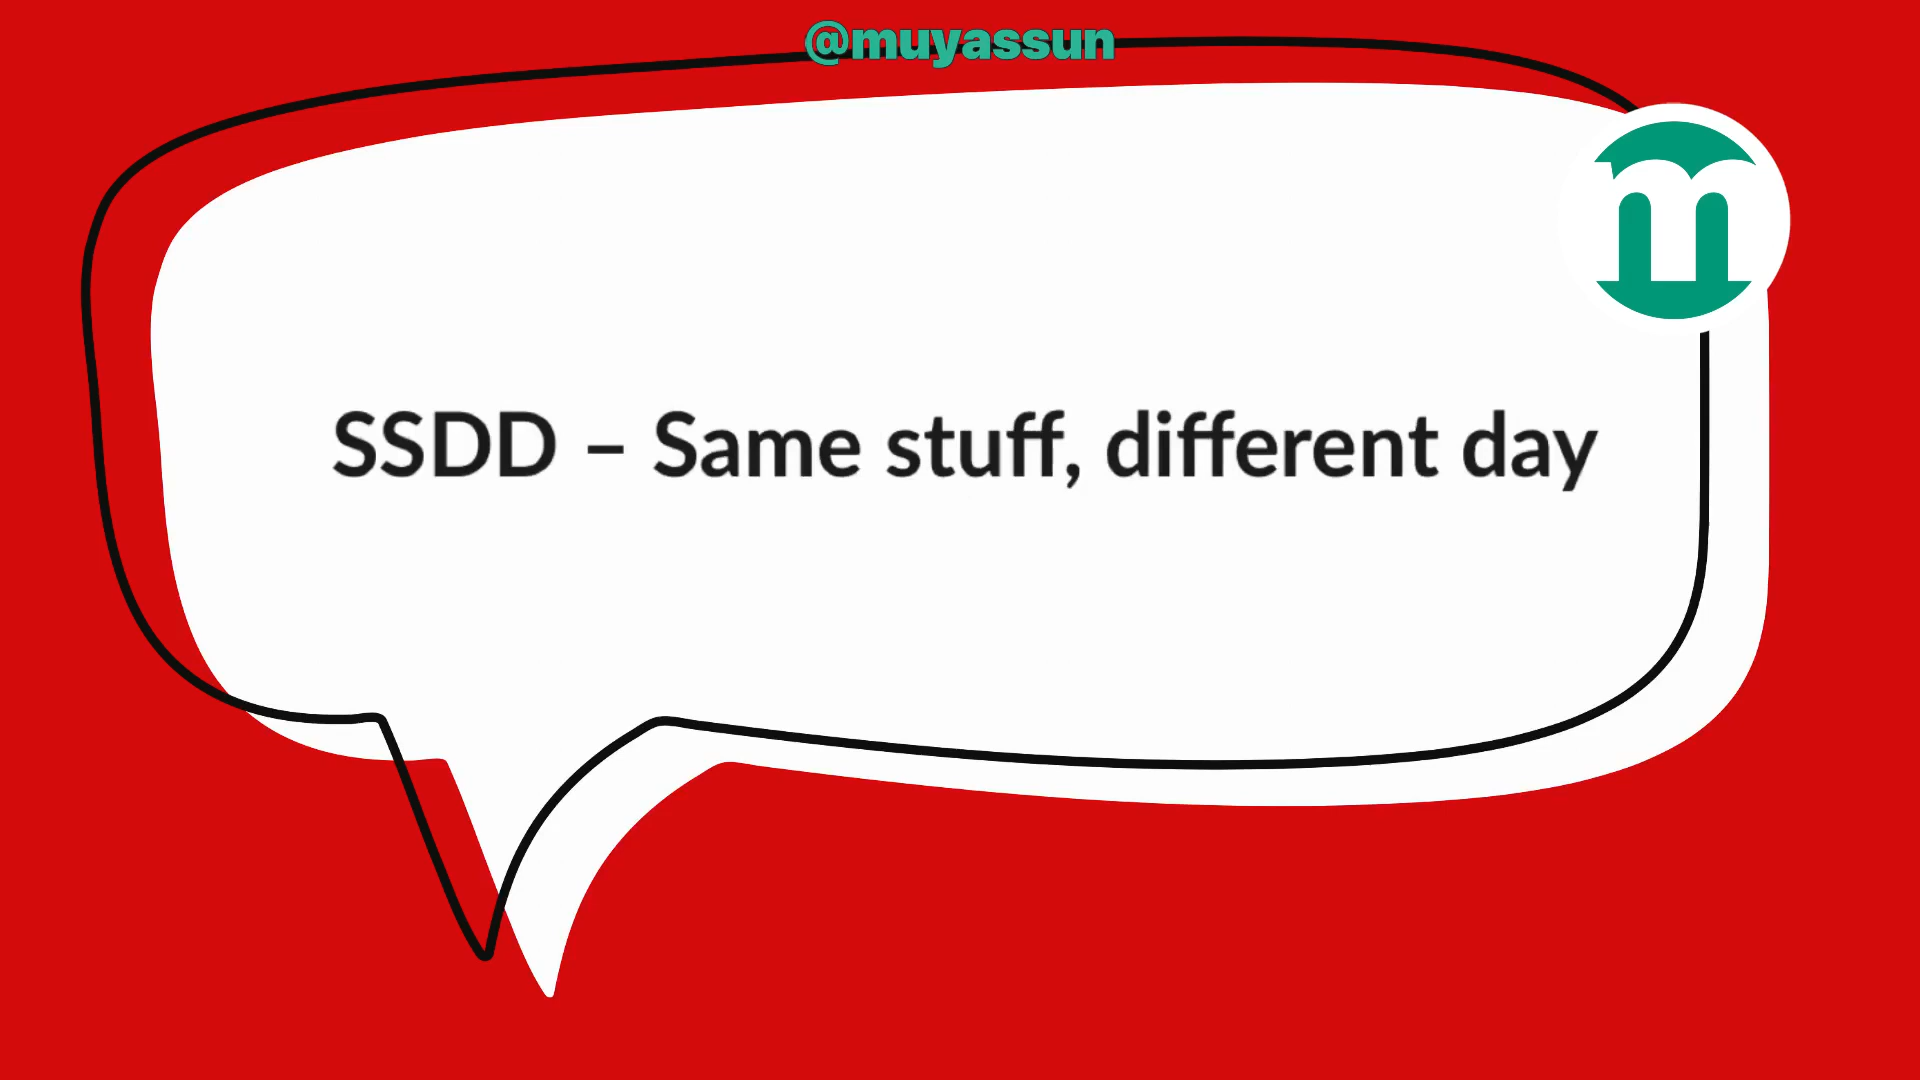 @muyassun
m
SSDD – Same stuff, different day